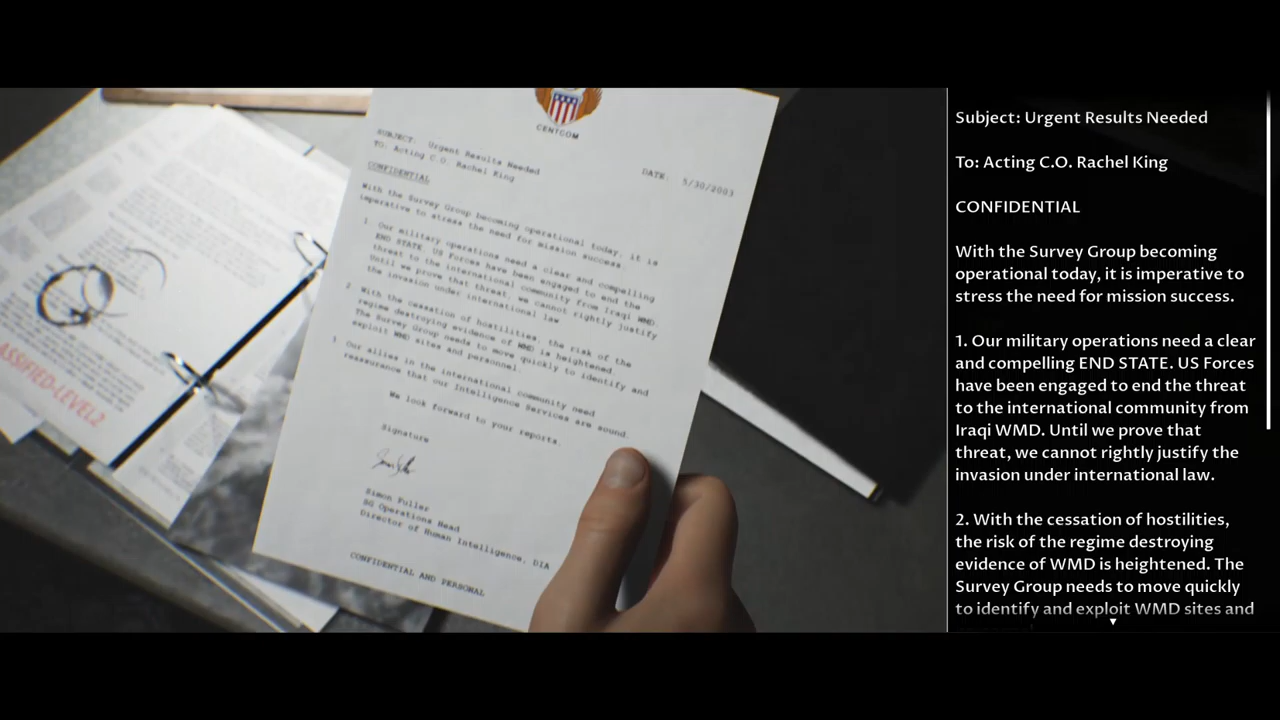 CENTCOM
SUBJECT: Urgent Results Needed
TO: Acting C.O. Rachel King
DATE: 5/30/2003
CONFIDENTIAL
With the Survey Group becoming operational today, it is
imperative to stress the need for mission success.
1 Our military operations need a clear and compelling
END STATE. US Forces have been engaged to end the
threat to the international community from Iraqi WMD.
Until we prove that threat, we cannot rightly justify
the invasion under international law
2 With the cessation of hostilities, the risk of the
regime destroying evidence of WMD is heightened.
The Survey Group needs to move quickly to identify and
exploit WMD sites and personnel.
3 Our allies in the international community need
reassurance that our Intelligence Services are sound.
We look forward to your reports.
Signature
Simon Fuller
SG Operations Head
Director of Human Intelligence, DIA
CONFIDENTIAL AND PERSONAL
ASSIFIED-LEVEL2
Subject: Urgent Results Needed
To: Acting C.O. Rachel King
CONFIDENTIAL
With the Survey Group becoming
operational today, it is imperative to
stress the need for mission success.
1. Our military operations need a clear
and compelling END STATE. US Forces
have been engaged to end the threat
to the international community from
Iraqi WMD. Until we prove that
threat, we cannot rightly justify the
invasion under international law.
2. With the cessation of hostilities,
the risk of the regime destroying
evidence of WMD is heightened. The
Survey Group needs to move quickly
to identify and exploit WMD sites and